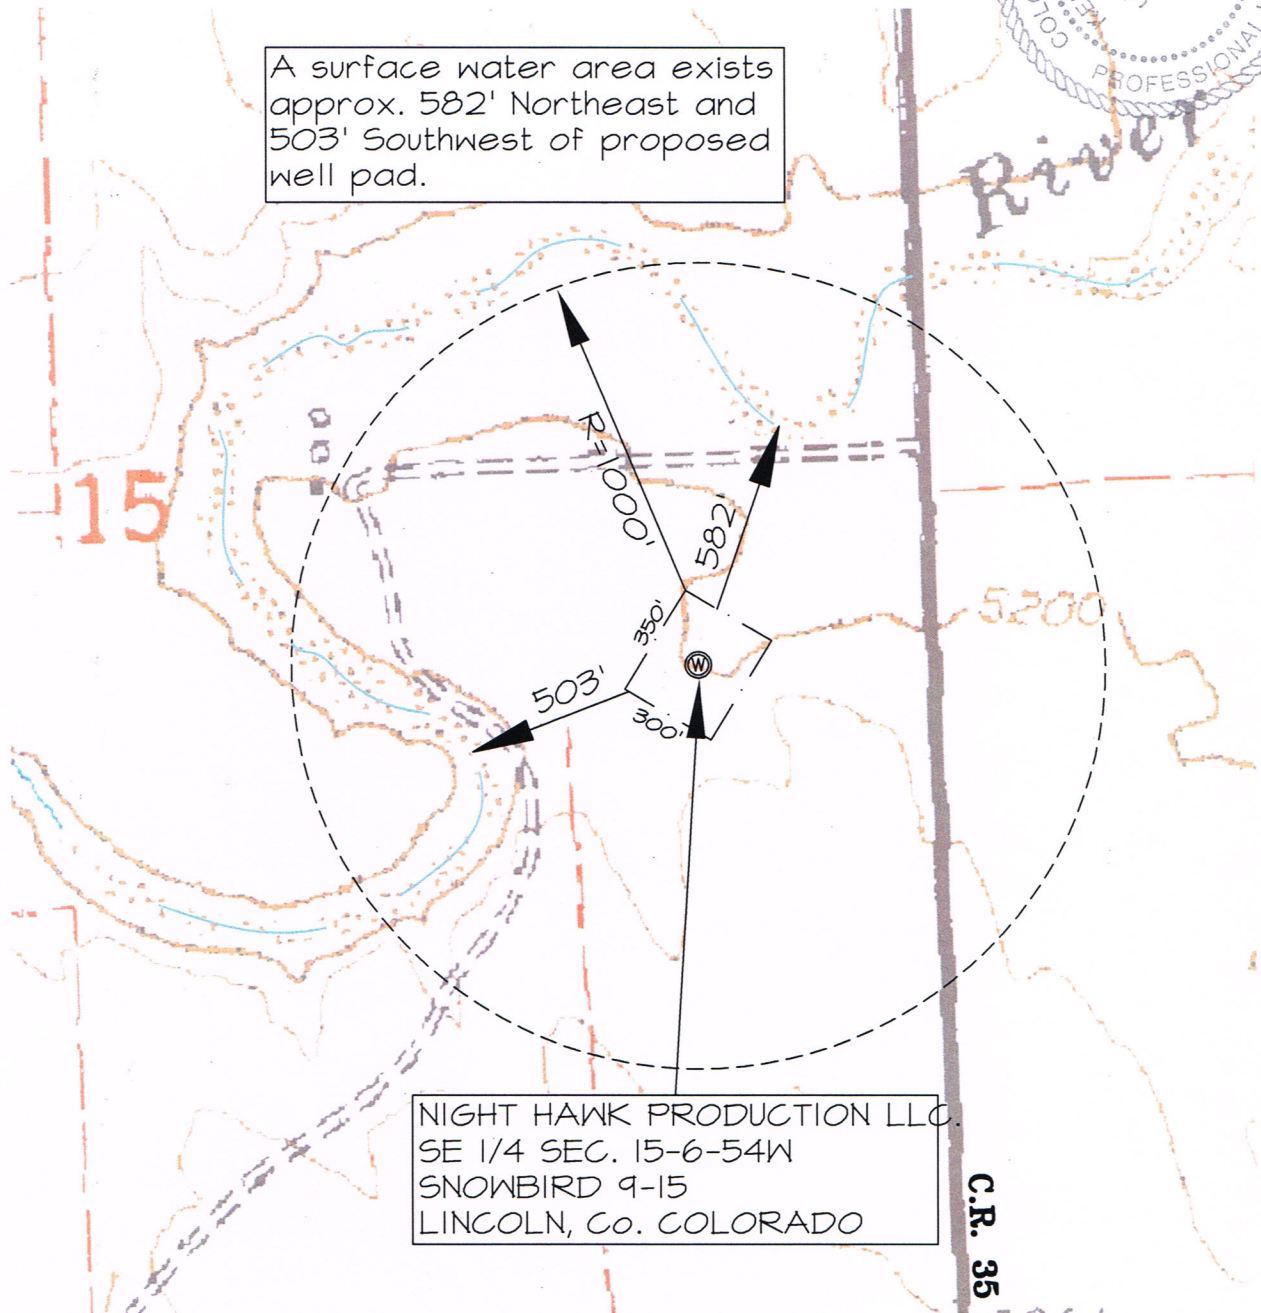 A surface water area exists
approx. 582' Northeast and
503' Southwest of proposed
well pad.
PROFESSIONAL
River
R=1000'
15
582'
5200
350'
503'
W
300'
NIGHT HAWK PRODUCTION LLC.
SE 1/4 SEC. 15-6-54W
SNOWBIRD 9-15
LINCOLN, Co. COLORADO
C.R. 35